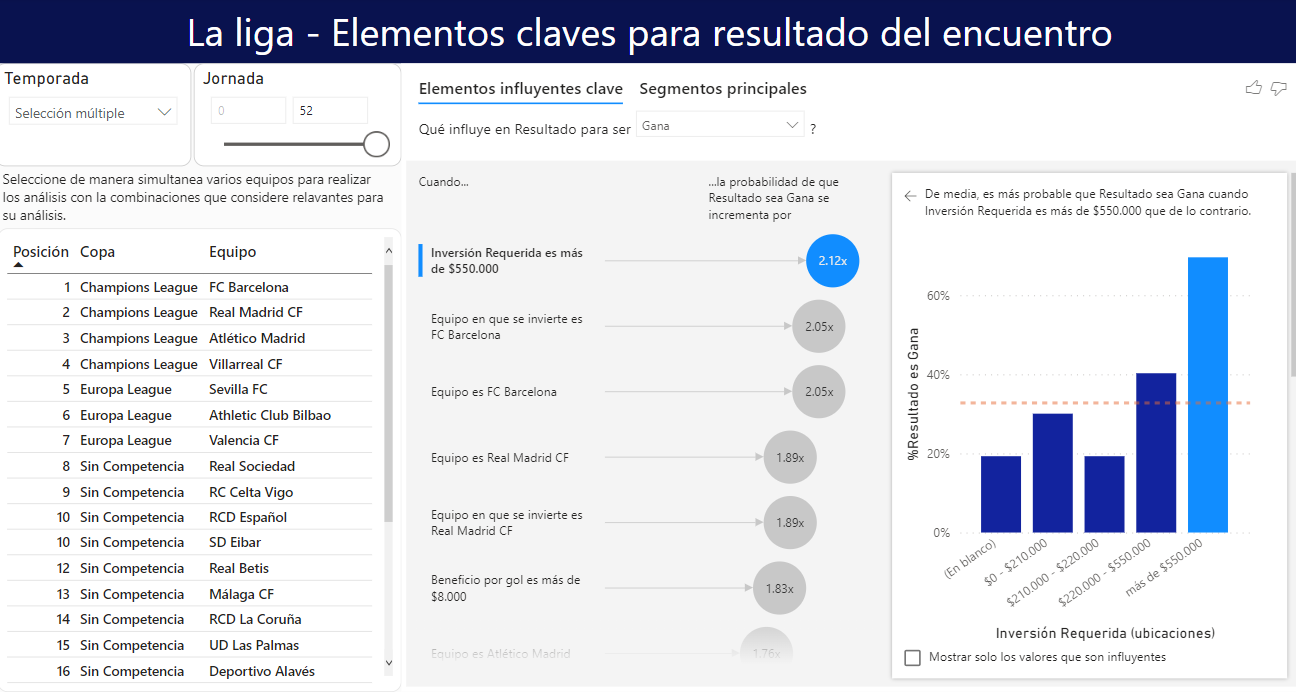 La liga - Elementos claves para resultado del encuentro
Temporada
Selección múltiple
Jornada
0
52
Seleccione de manera simultanea varios equipos para realizar
los análisis con la combinaciones que considere relavantes para
su análisis.
Posición Copa Equipo
1 Champions League FC Barcelona
2 Champions League Real Madrid CF
3 Champions League Atlético Madrid
4 Champions League Villarreal CF
5 Europa League Sevilla FC
6 Europa League Athletic Club Bilbao
7 Europa League Valencia CF
8 Sin Competencia Real Sociedad
9 Sin Competencia RC Celta Vigo
10 Sin Competencia RCD Español
10 Sin Competencia SD Eibar
12 Sin Competencia Real Betis
13 Sin Competencia Málaga CF
14 Sin Competencia RCD La Coruña
15 Sin Competencia UD Las Palmas
16 Sin Competencia Deportivo Alavés
Elementos influyentes clave Segmentos principales
Qué influye en Resultado para ser Gana ?
Cuando...
...la probabilidad de que
Resultado sea Gana se
incrementa por
Inversión Requerida es más
de $550.000
2.12x
Equipo en que se invierte es
FC Barcelona
2.05x
Equipo es FC Barcelona
2.05x
Equipo es Real Madrid CF
1.89x
Equipo en que se invierte es
Real Madrid CF
1.89x
Beneficio por gol es más de
$8.000
1.83x
Equipo es Atlético Madrid
1.76x
De media, es más probable que Resultado sea Gana cuando
Inversión Requerida es más de $550.000 que de lo contrario.
%Resultado es Gana
60%
40%
20%
0%
(En blanco)
$0 - $210.000
$210.000 - $220.000
$220.000 - $550.000
más de $550.000
Inversión Requerida (ubicaciones)
Mostrar solo los valores que son influyentes